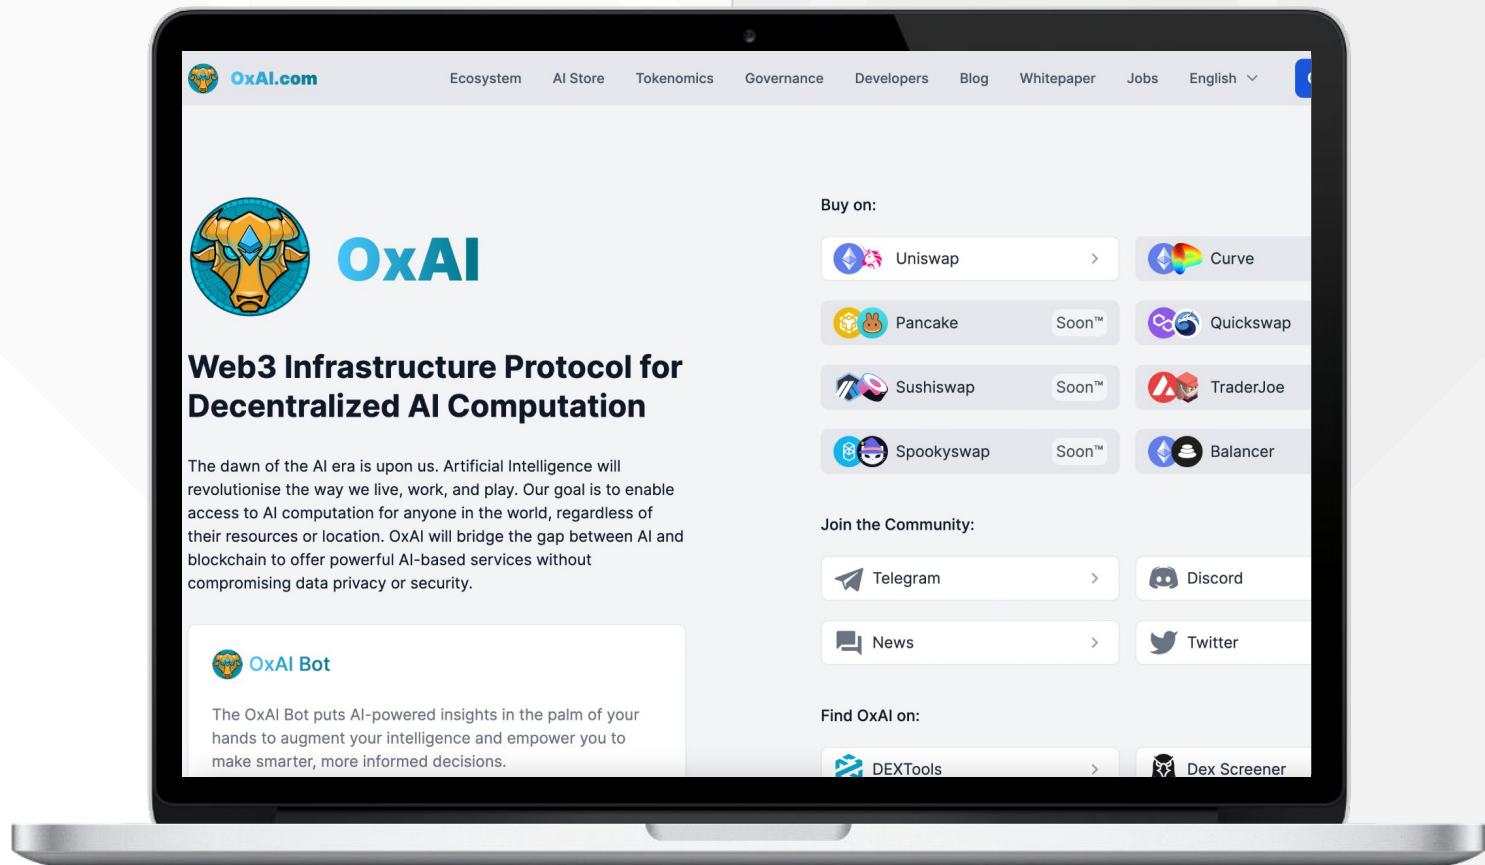 OxAI.com
Ecosystem
AI Store
Tokenomics
Governance
Developers
Blog
Whitepaper
Jobs
English
OxAI
Web3 Infrastructure Protocol for
Decentralized AI Computation
The dawn of the AI era is upon us. Artificial Intelligence will
revolutionise the way we live, work, and play. Our goal is to enable
access to AI computation for anyone in the world, regardless of
their resources or location. OxAI will bridge the gap between AI and
blockchain to offer powerful AI-based services without
compromising data privacy or security.
OxAI Bot
The OxAI Bot puts AI-powered insights in the palm of your
hands to augment your intelligence and empower you to
make smarter, more informed decisions.
Buy on:
Uniswap
Curve
Pancake
Soon™
Quickswap
Sushiswap
Soon™
TraderJoe
Spookyswap
Soon™
Balancer
Join the Community:
Telegram
Discord
News
Twitter
Find OxAI on:
DEXTools
Dex Screener